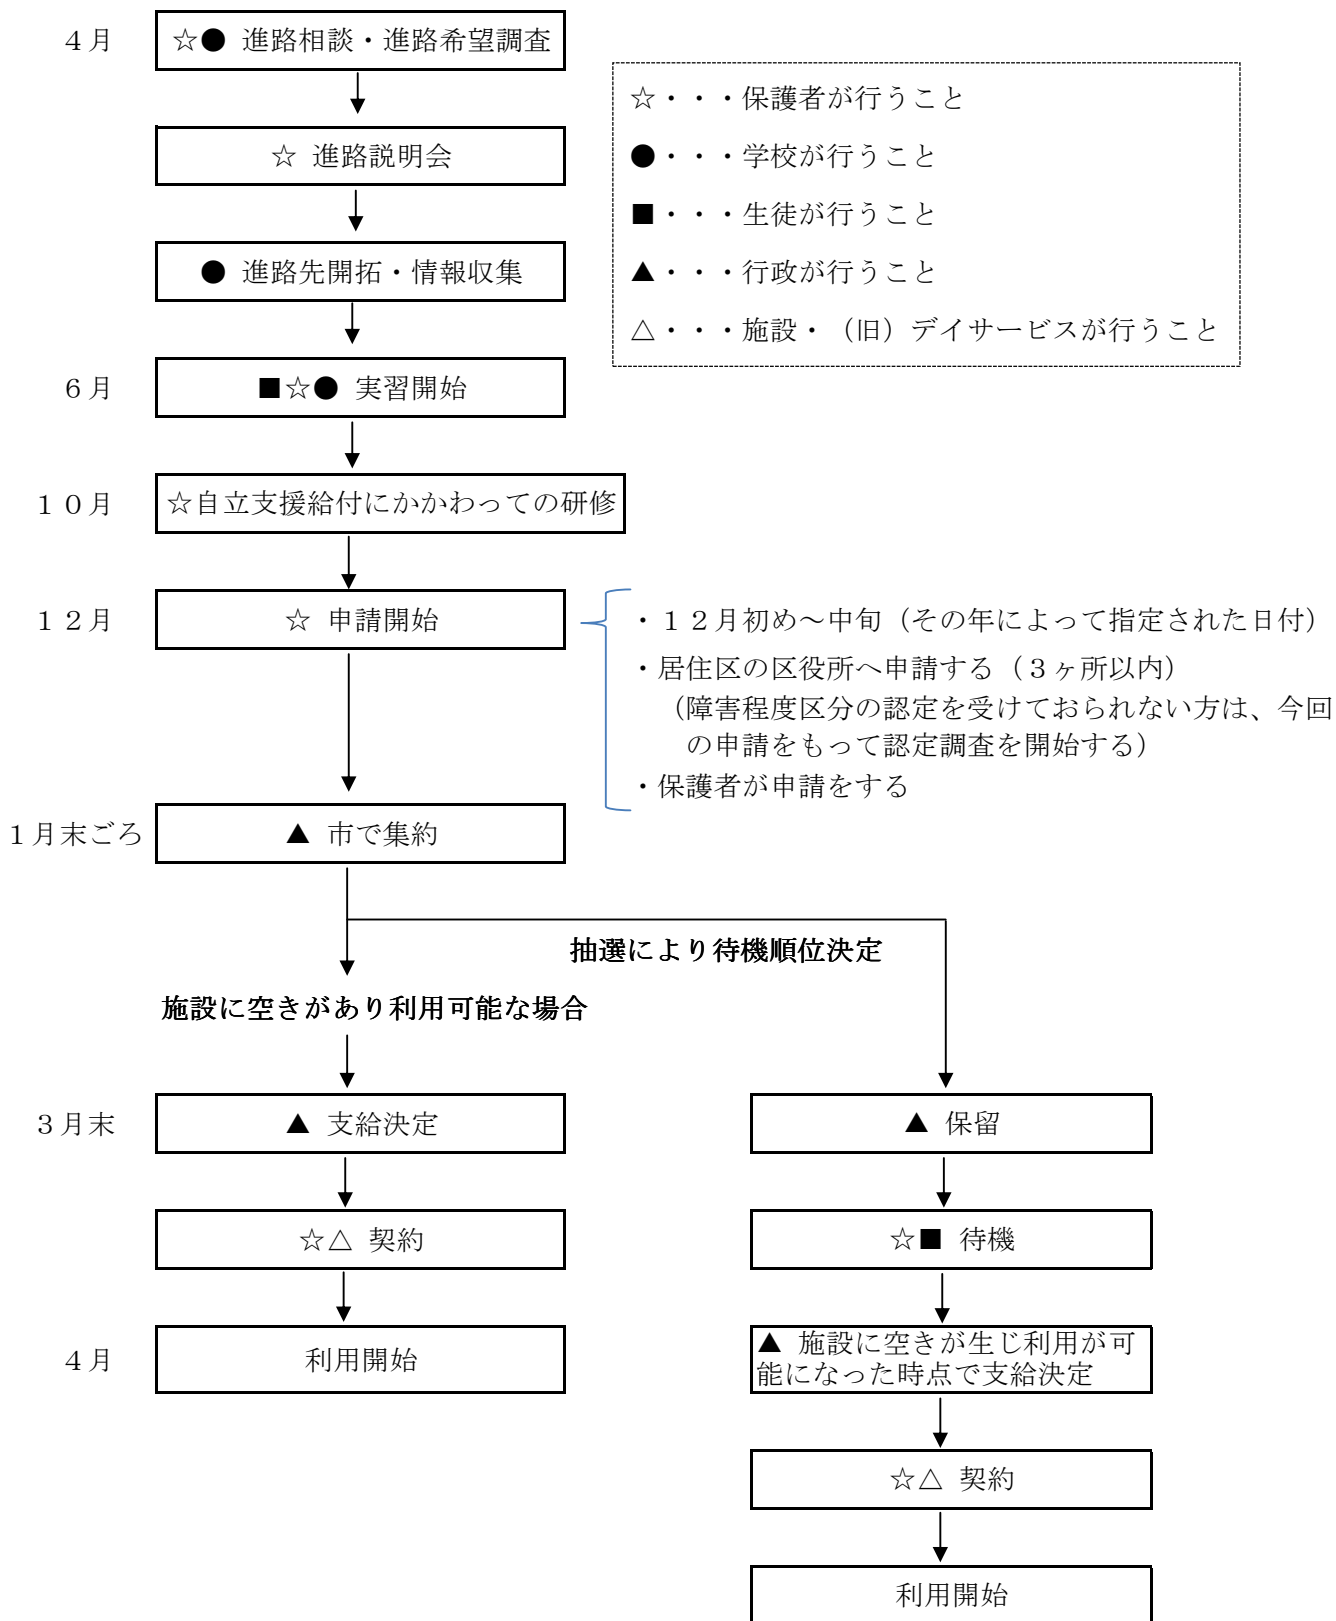 ４月
☆● 進路相談・進路希望調査
☆・・・保護者が行うこと
●・・・学校が行うこと
■・・・生徒が行うこと
▲・・・行政が行うこと
△・・・施設・（旧）デイサービスが行うこと
☆ 進路説明会
● 進路先開拓・情報収集
６月
■☆● 実習開始
１０月
☆自立支援給付にかかわっての研修
１２月
☆ 申請開始
・１２月初め～中旬（その年によって指定された日付）
・居住区の区役所へ申請する（３ヶ所以内）
（障害程度区分の認定を受けておられない方は、今回
の申請をもって認定調査を開始する）
・保護者が申請をする
１月末ごろ
▲ 市で集約
抽選により待機順位決定
施設に空きがあり利用可能な場合
３月末
▲ 支給決定
▲ 保留
☆△ 契約
☆■ 待機
４月
利用開始
▲ 施設に空きが生じ利用が可
能になった時点で支給決定
☆△ 契約
利用開始